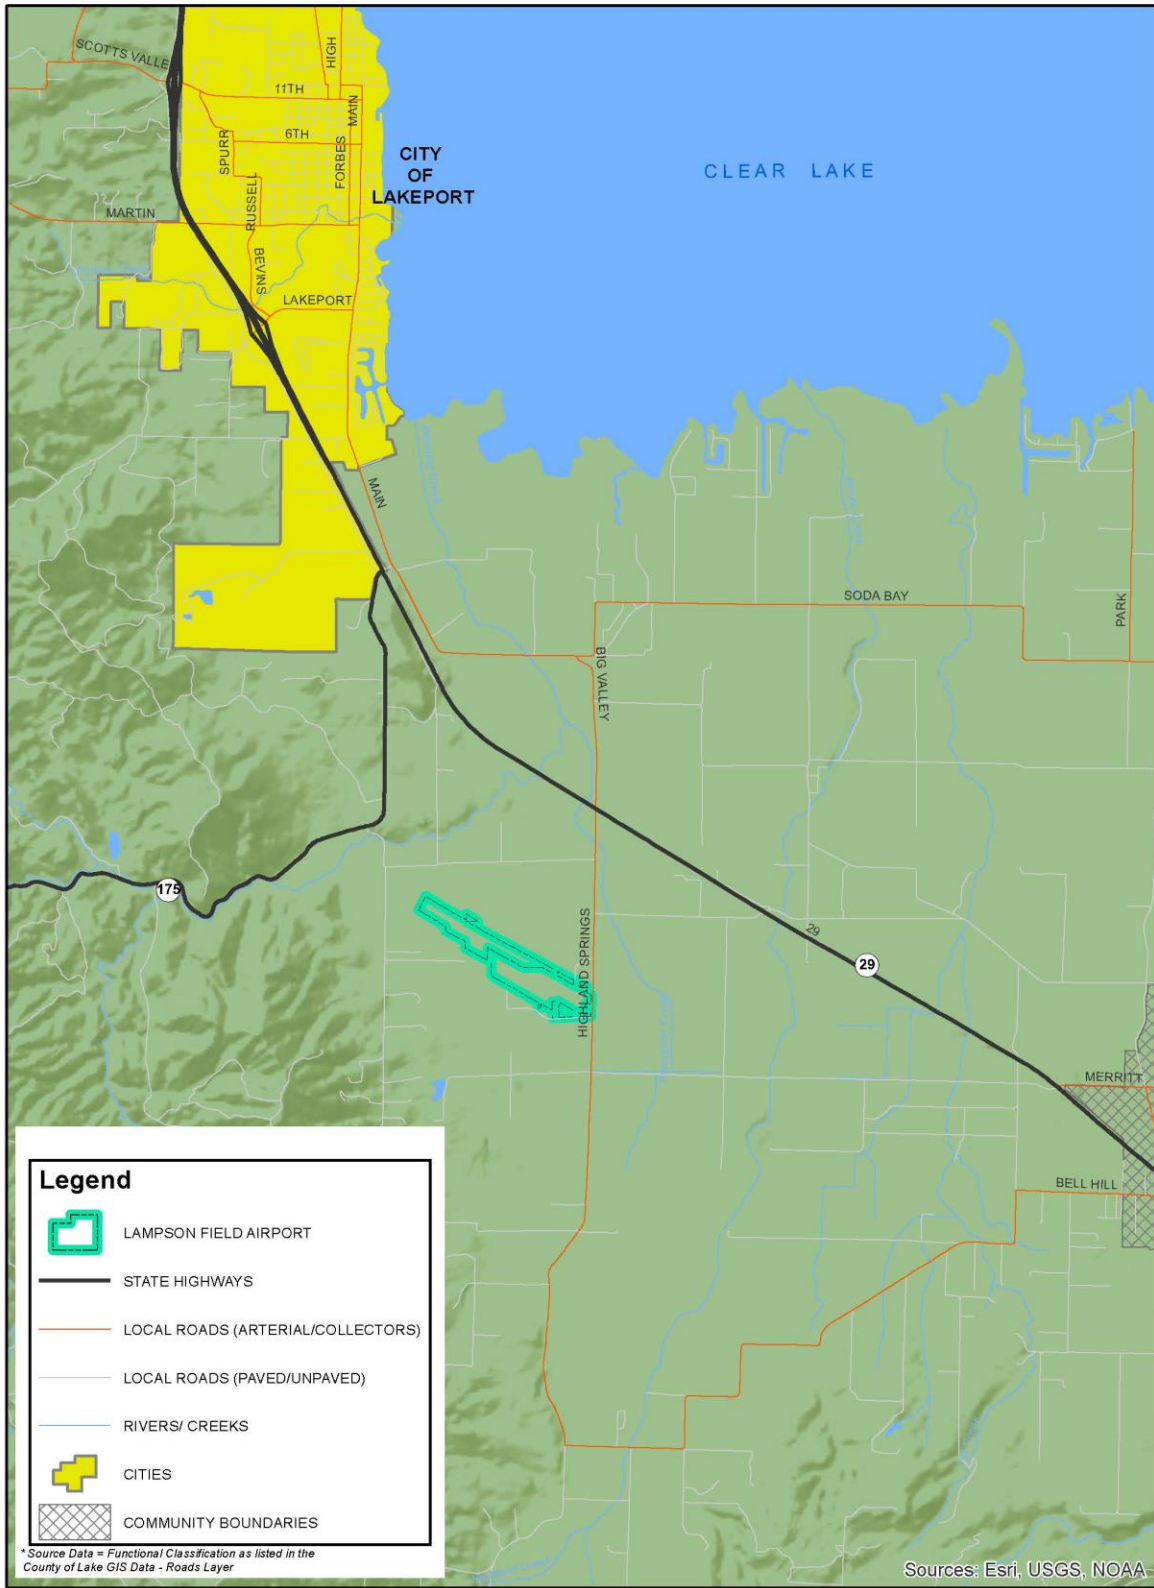 SCOTTS VALLE
HIGH
11TH
MAIN
6TH
SPURR
FORBES
CITY
OF
LAKEPORT
CLEAR LAKE
RUSSELL
MARTIN
BEVINS
LAKEPORT
MAIN
SODA BAY
PARK
BIG VALLEY
175
HIGHLAND SPRINGS
29
29
MERRITT
BELL HILL
Legend
LAMPSON FIELD AIRPORT
STATE HIGHWAYS
LOCAL ROADS (ARTERIAL/COLLECTORS)
LOCAL ROADS (PAVED/UNPAVED)
RIVERS/ CREEKS
CITIES
COMMUNITY BOUNDARIES
* Source Data = Functional Classification as listed in the
County of Lake GIS Data - Roads Layer
Sources: Esri, USGS, NOAA